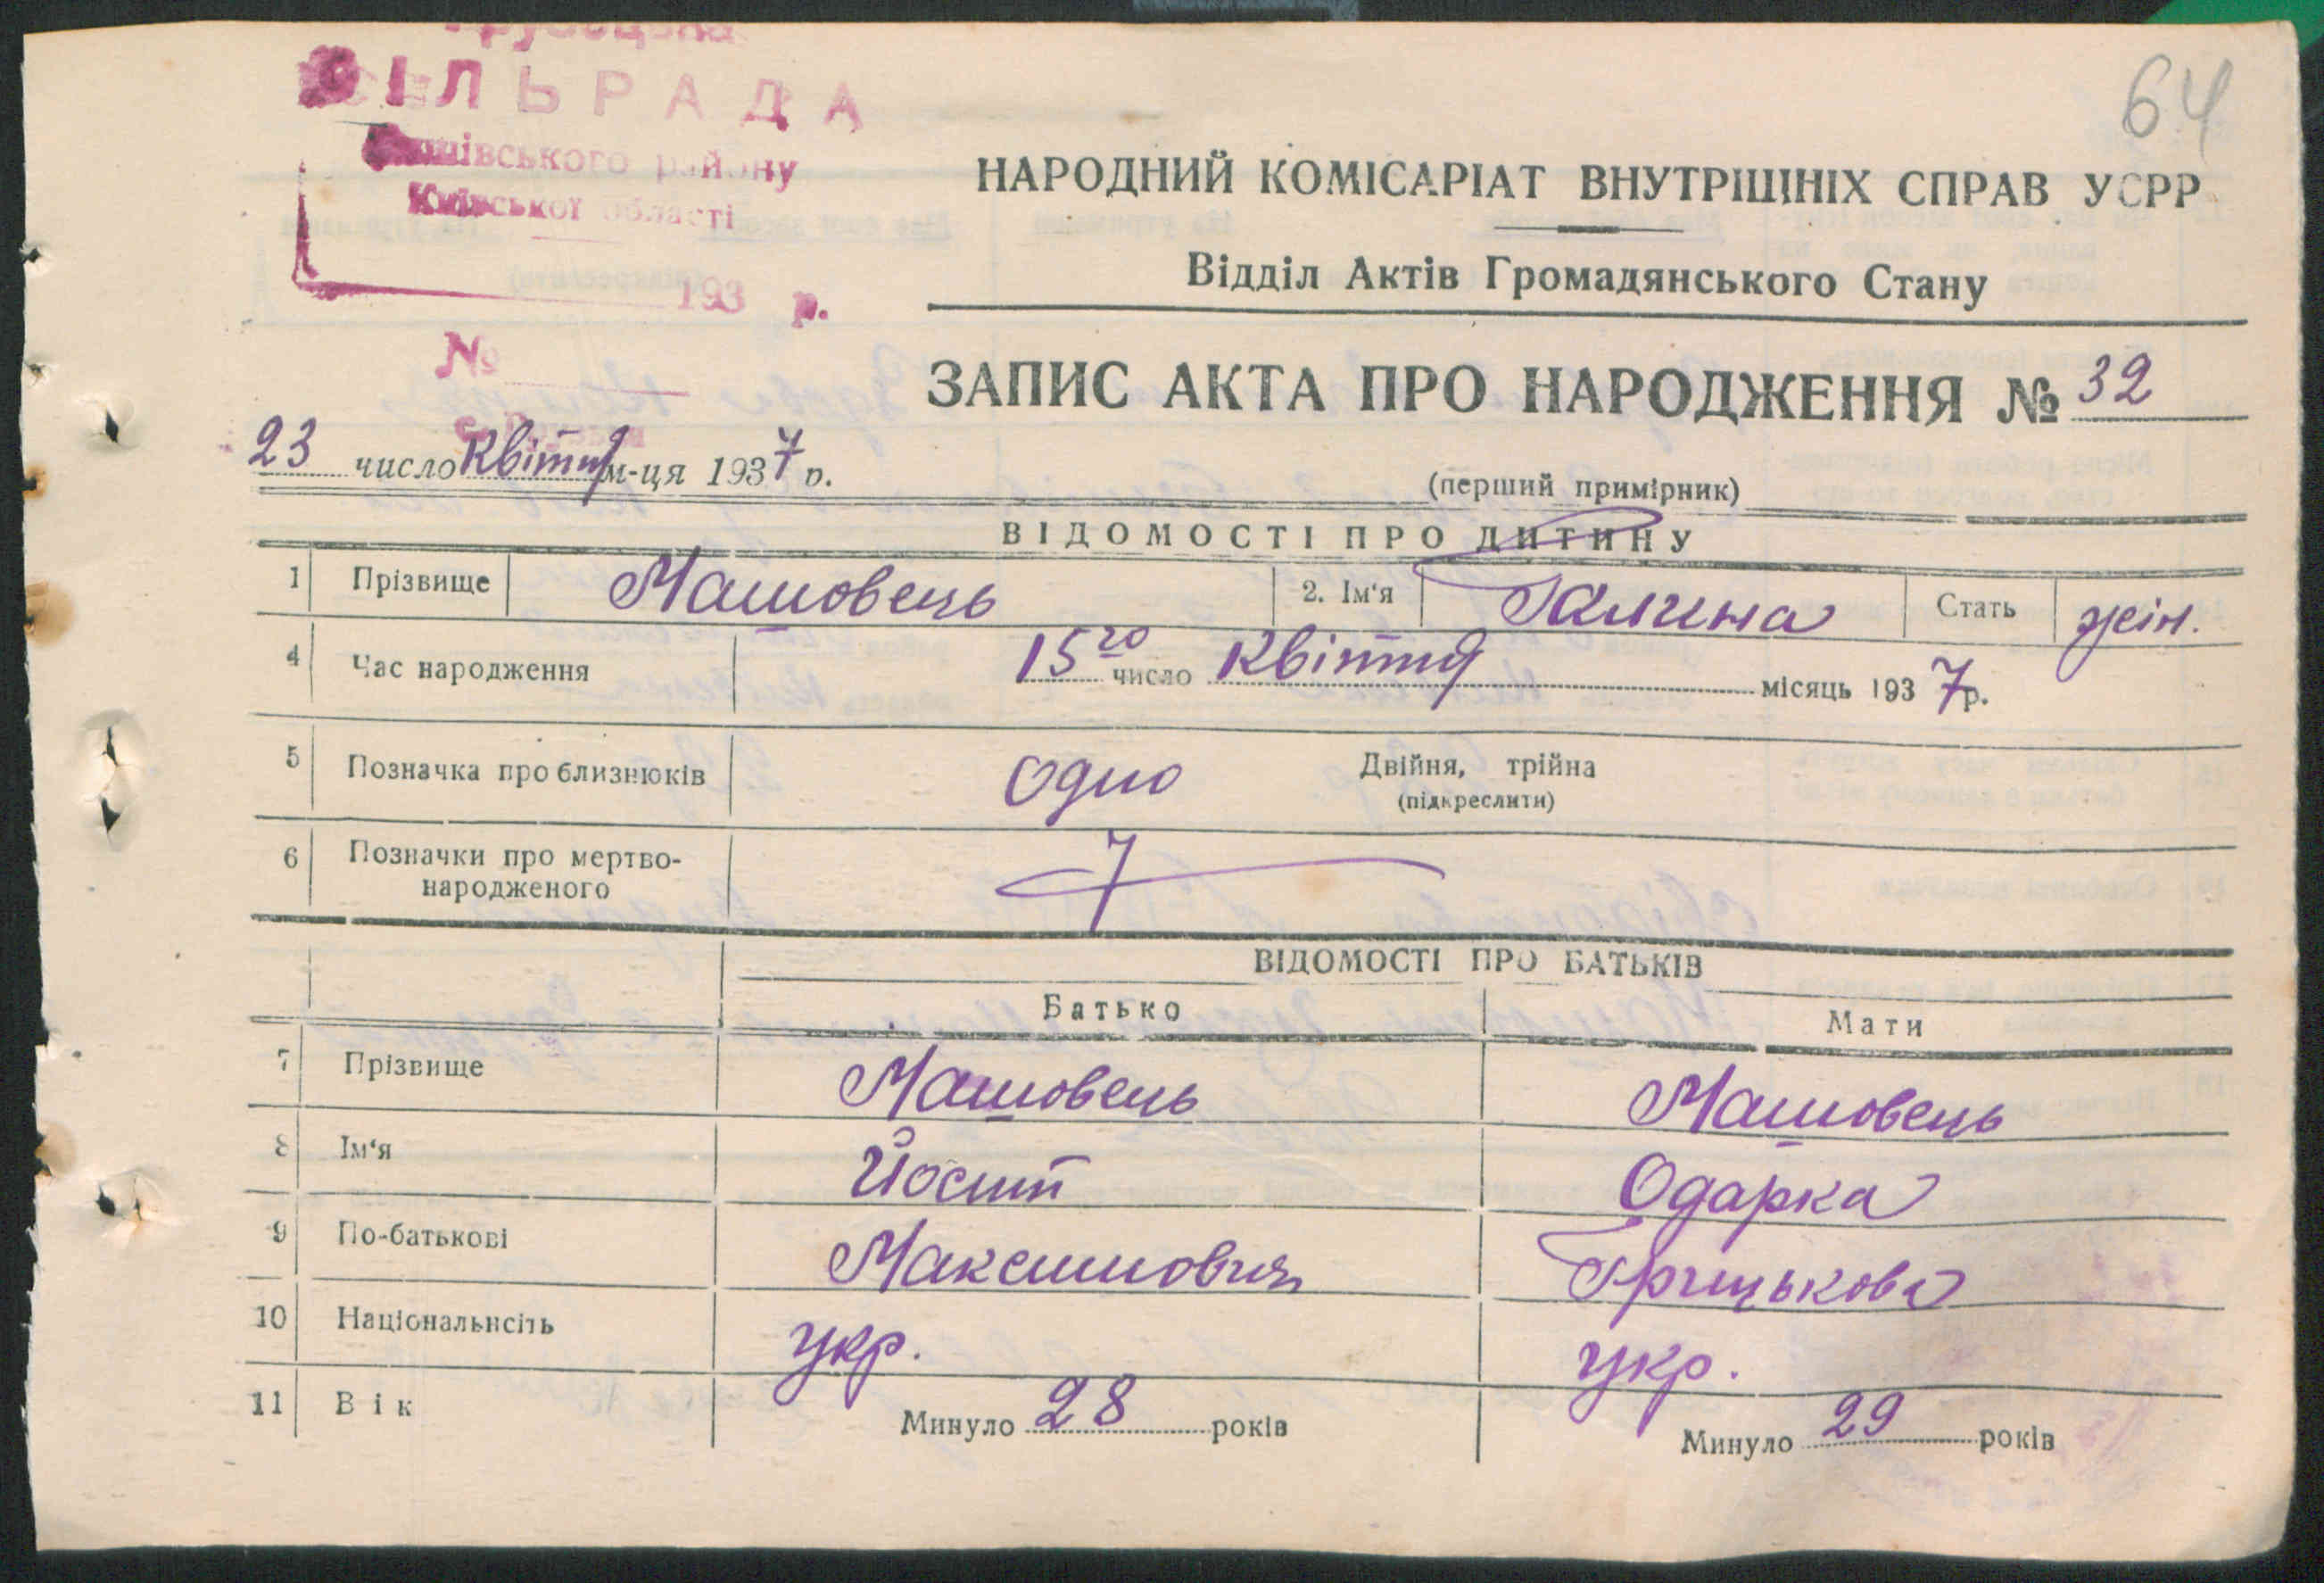 СІЛЬРАДА
району
Київської області
193 р.
№
64
НАРОДНИЙ КОМІСАРІАТ ВНУТРІШНІХ СПРАВ УСРР
Відділ Актів Громадянського Стану
ЗАПИС АКТА ПРО НАРОДЖЕННЯ № 32
23 число Квітня м-ця 1937 р.
(перший примірник)
ВІДОМОСТІ ПРО ДИТИНУ
1 Прізвище Машовець 2. Ім'я Галина Стать жін.
4 Час народження 15го число Квітня місяць 1937 р.
5 Позначка про близнюків одно Двійня, трійна
(підкреслити)
6 Позначки про мертво-
народженого
ВІДОМОСТІ ПРО БАТЬКІВ
Батько Мати
7 Прізвище Машовець Машовець
8 Ім'я Йосип Одарка
9 По-батькові Максимович Грицькова
10 Національнсіть укр. укр.
11 Вік Минуло 28 років Минуло 29 років